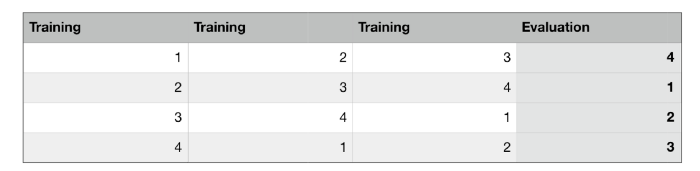 Training Training Training Evaluation
1 2 3 4
2 3 4 1
3 4 1 2
4 1 2 3